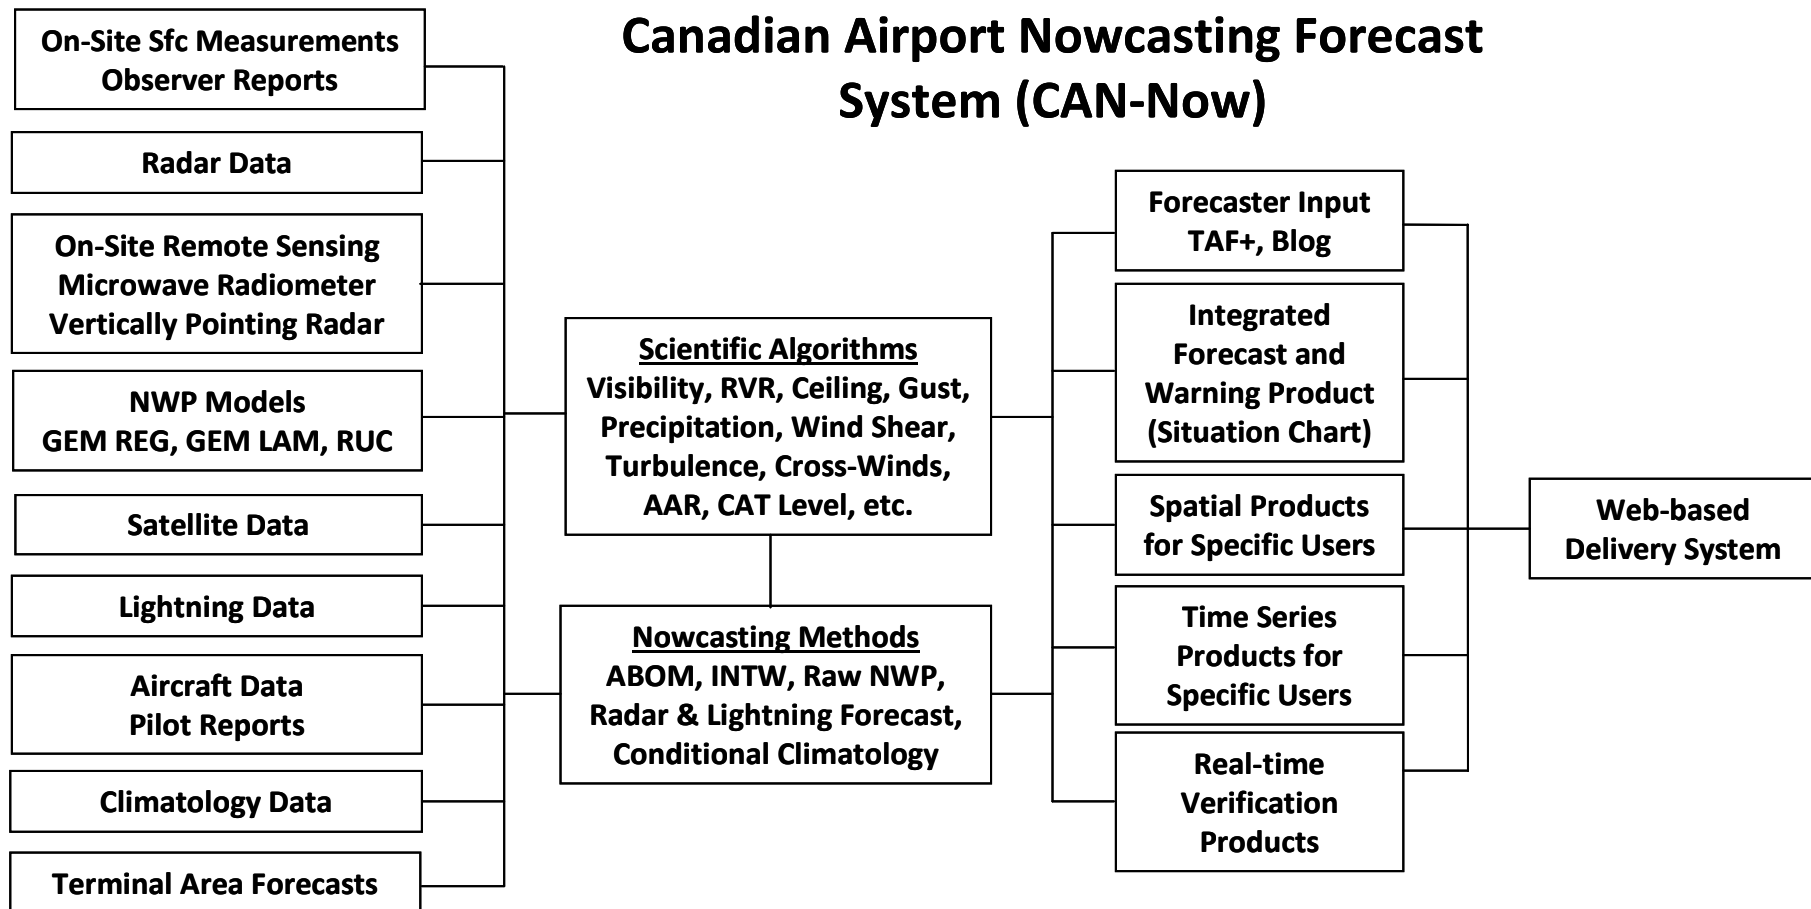 Canadian Airport Nowcasting Forecast
System (CAN-Now)
On-Site Sfc Measurements
Observer Reports
Radar Data
On-Site Remote Sensing
Microwave Radiometer
Vertically Pointing Radar
NWP Models
GEM REG, GEM LAM, RUC
Satellite Data
Lightning Data
Aircraft Data
Pilot Reports
Climatology Data
Terminal Area Forecasts
Scientific Algorithms
Visibility, RVR, Ceiling, Gust,
Precipitation, Wind Shear,
Turbulence, Cross-Winds,
AAR, CAT Level, etc.
Nowcasting Methods
ABOM, INTW, Raw NWP,
Radar & Lightning Forecast,
Conditional Climatology
Forecaster Input
TAF+, Blog
Integrated
Forecast and
Warning Product
(Situation Chart)
Spatial Products
for Specific Users
Time Series
Products for
Specific Users
Real-time
Verification
Products
Web-based
Delivery System